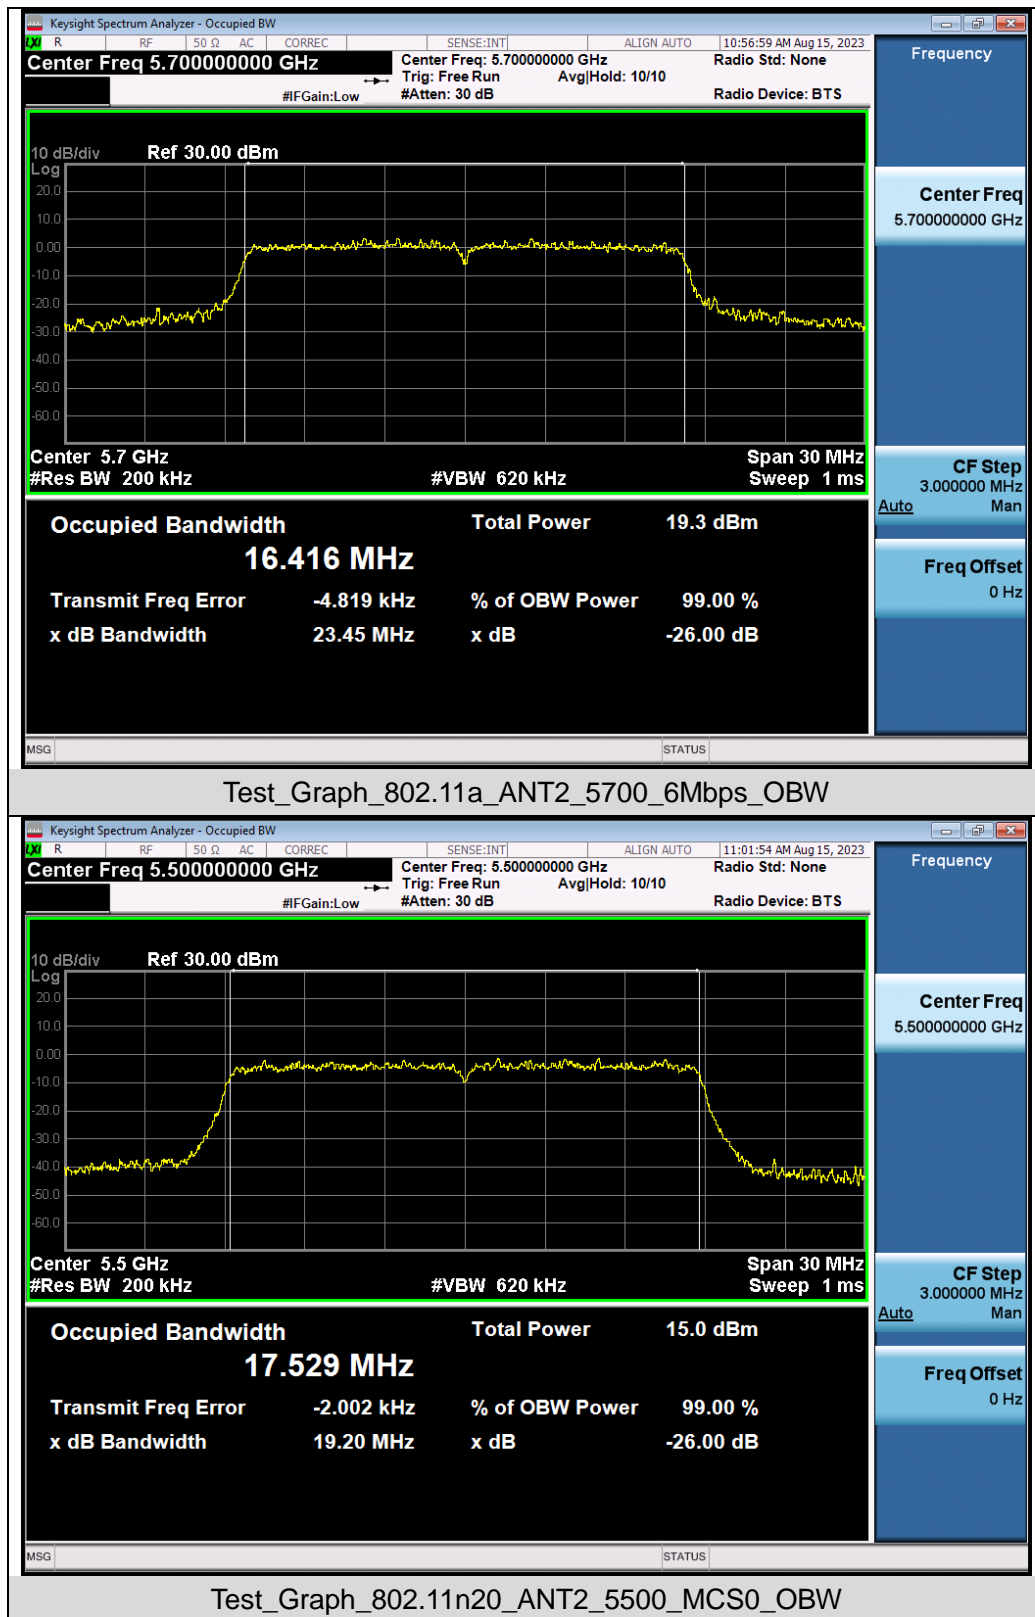 Keysight Spectrum Analyzer - Occupied BW
LXI R RF 50 Ω AC CORREC SENSE:INT ALIGN AUTO 10:56:59 AM Aug 15, 2023
Center Freq 5.700000000 GHz
Center Freq: 5.700000000 GHz
Radio Std: None
Trig: Free Run Avg|Hold: 10/10
#IFGain:Low
#Atten: 30 dB
Radio Device: BTS
Frequency
10 dB/div Ref 30.00 dBm
Log
20.0
10.0
0.00
-10.0
-20.0
-30.0
-40.0
-50.0
-60.0
Center 5.7 GHz Span 30 MHz
#Res BW 200 kHz #VBW 620 kHz Sweep 1 ms
Center Freq
5.700000000 GHz
CF Step
3.000000 MHz
Auto Man
Freq Offset
0 Hz
Occupied Bandwidth Total Power 19.3 dBm
16.416 MHz
Transmit Freq Error -4.819 kHz % of OBW Power 99.00 %
x dB Bandwidth 23.45 MHz x dB -26.00 dB
MSG STATUS
Test_Graph_802.11a_ANT2_5700_6Mbps_OBW
Keysight Spectrum Analyzer - Occupied BW
LXI R RF 50 Ω AC CORREC SENSE:INT ALIGN AUTO 11:01:54 AM Aug 15, 2023
Center Freq 5.500000000 GHz
Center Freq: 5.500000000 GHz
Radio Std: None
Trig: Free Run Avg|Hold: 10/10
#IFGain:Low
#Atten: 30 dB
Radio Device: BTS
Frequency
10 dB/div Ref 30.00 dBm
Log
20.0
10.0
0.00
-10.0
-20.0
-30.0
-40.0
-50.0
-60.0
Center 5.5 GHz Span 30 MHz
#Res BW 200 kHz #VBW 620 kHz Sweep 1 ms
Center Freq
5.500000000 GHz
CF Step
3.000000 MHz
Auto Man
Freq Offset
0 Hz
Occupied Bandwidth Total Power 15.0 dBm
17.529 MHz
Transmit Freq Error -2.002 kHz % of OBW Power 99.00 %
x dB Bandwidth 19.20 MHz x dB -26.00 dB
MSG STATUS
Test_Graph_802.11n20_ANT2_5500_MCS0_OBW